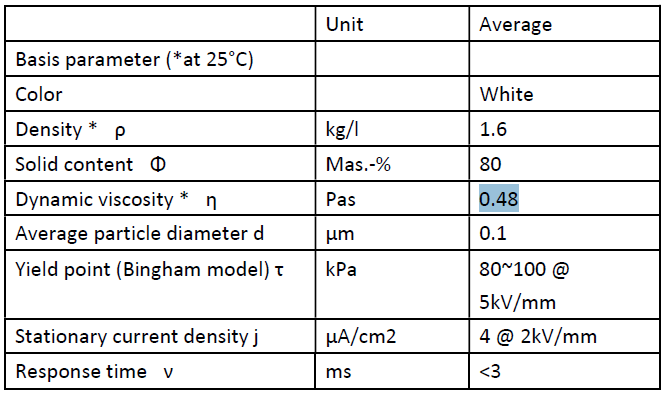 Unit Average
Basis parameter (*at 25°C)
Color White
Density * ρ kg/l 1.6
Solid content Φ Mas.-% 80
Dynamic viscosity * η Pas 0.48
Average particle diameter d μm 0.1
Yield point (Bingham model) τ kPa 80~100 @
5kV/mm
Stationary current density j μA/cm2 4 @ 2kV/mm
Response time ν ms <3